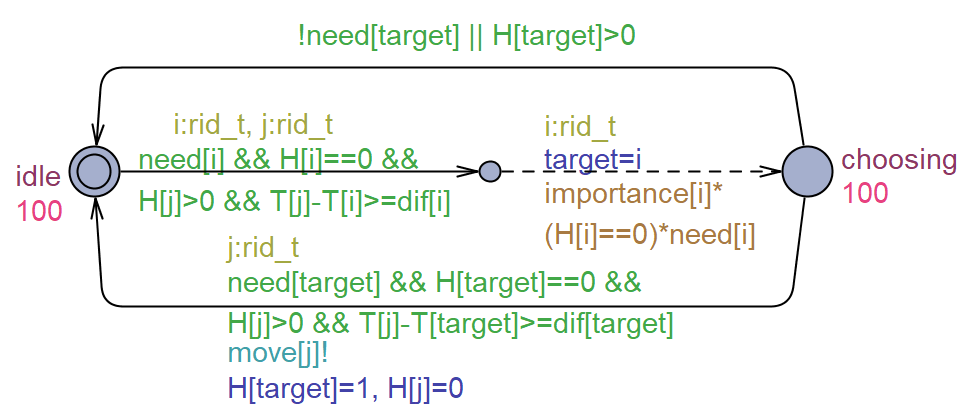 !need[target] || H[target]>0
i:rid_t, j:rid_t
need[i] && H[i]==0 &&
H[j]>0 && T[j]-T[i]>=dif[i]
i:rid_t
target=i
importance[i]*
(H[i]==0)*need[i]
idle
100
choosing
100
j:rid_t
need[target] && H[target]==0 &&
H[j]>0 && T[j]-T[target]>=dif[target]
move[j]!
H[target]=1, H[j]=0